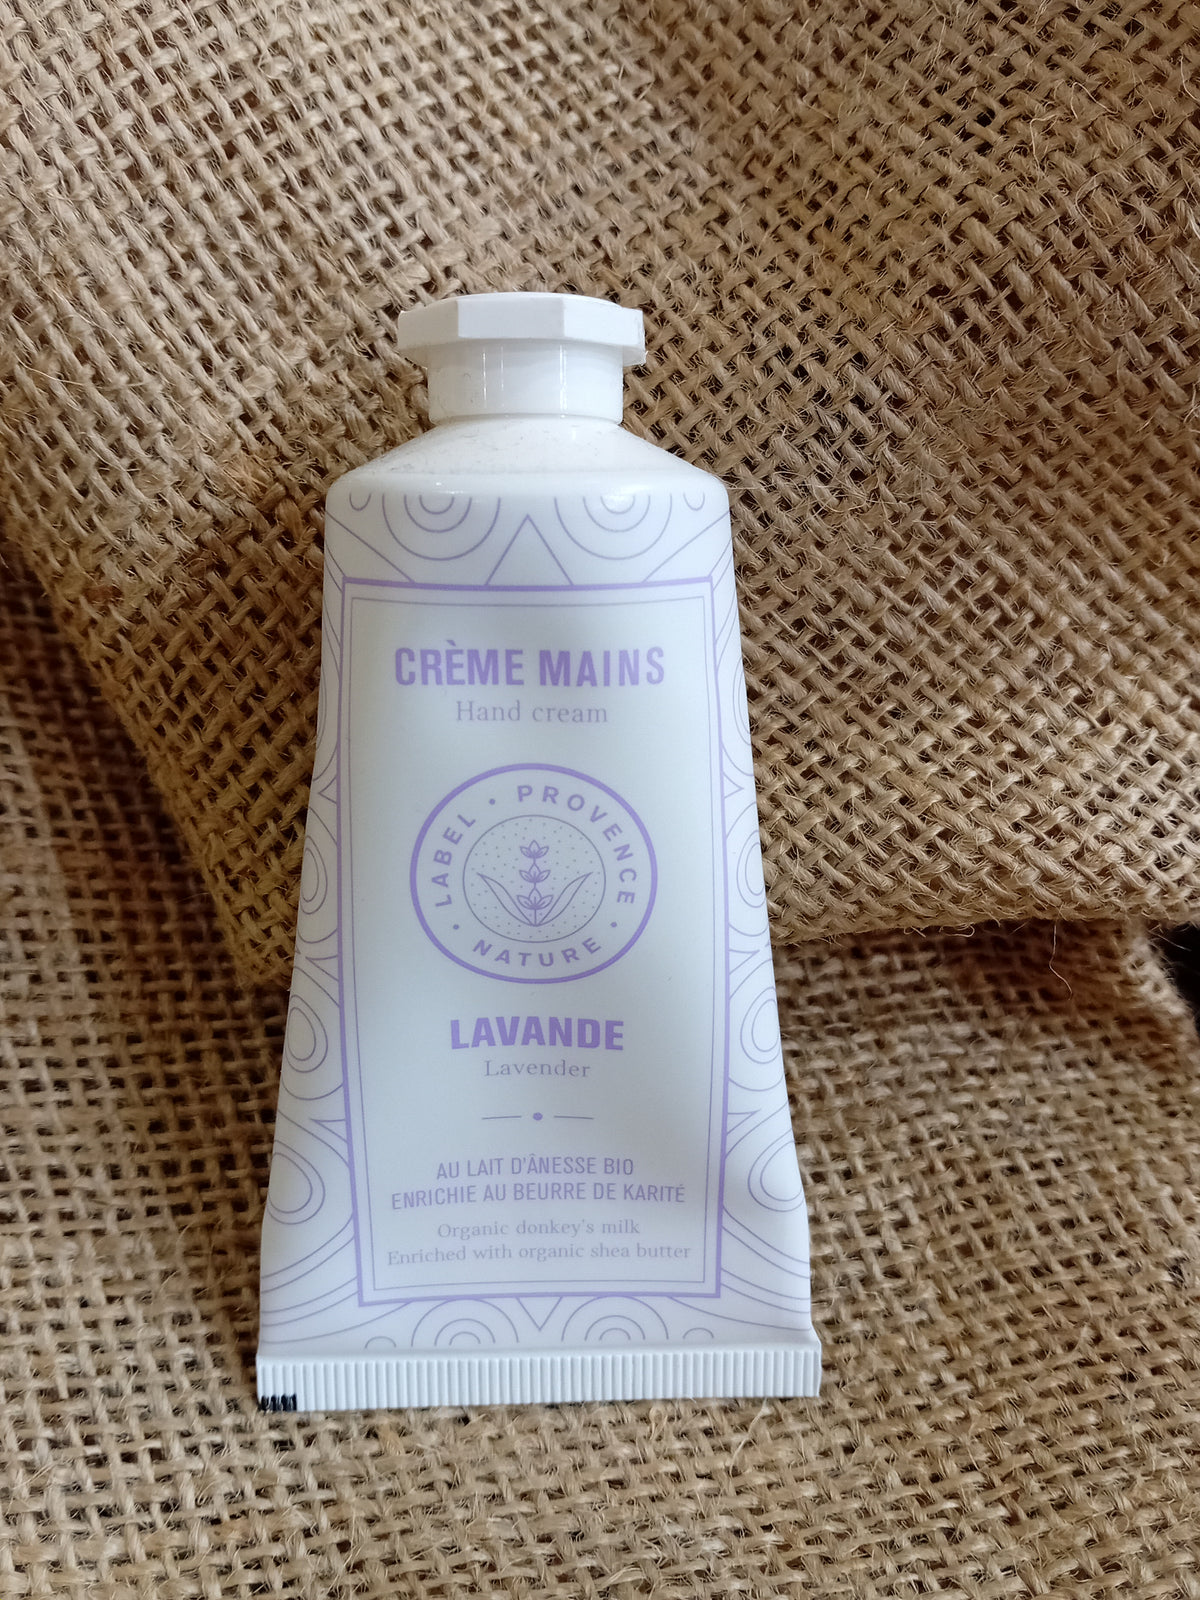 CRÈME MAINS
Hand cream
LABEL • PROVENCE • NATURE •
LAVANDE
Lavender
AU LAIT D'ÂNESSE BIO
ENRICHIE AU BEURRE DE KARITÉ
Organic donkey's milk
Enriched with organic shea butter